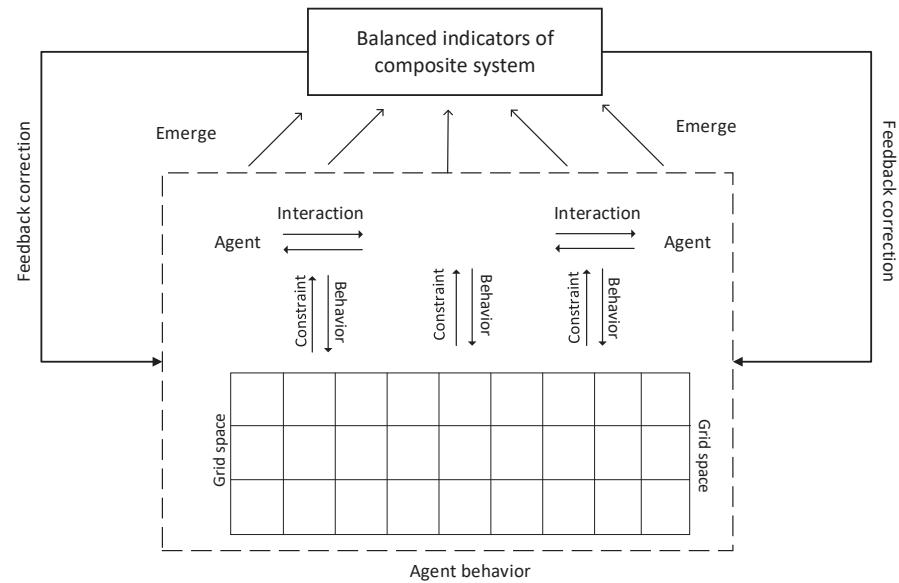 Balanced indicators of
composite system
Emerge
Emerge
Feedback correction
Feedback correction
Interaction
Interaction
Agent
Agent
Constraint
Behavior
Constraint
Behavior
Constraint
Behavior
Grid space
Grid space
Agent behavior